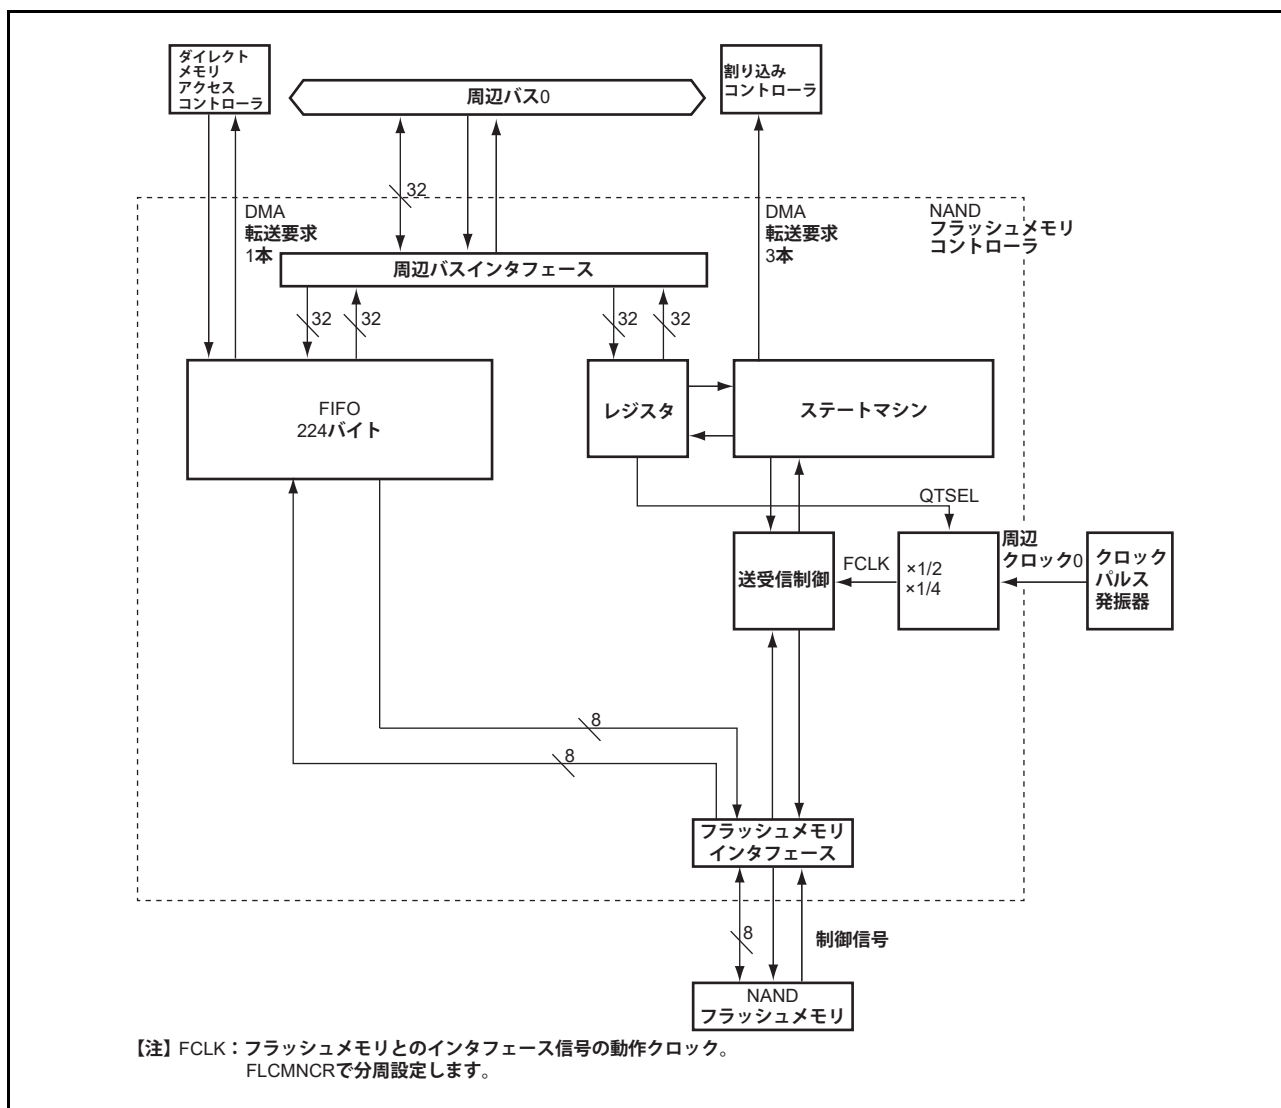 ダイレクト
メモリ
アクセス
コントローラ
周辺バス0
割り込み
コントローラ
32
DMA
転送要求
1本
DMA
転送要求
3本
NAND
フラッシュメモリ
コントローラ
周辺バスインタフェース
32
32
32
32
FIFO
224バイト
レジスタ
ステートマシン
QTSEL
送受信制御
FCLK
×1/2
×1/4
周辺
クロック0
クロック
パルス
発振器
8
8
フラッシュメモリ
インタフェース
8
制御信号
NAND
フラッシュメモリ
【注】 FCLK：フラッシュメモリとのインタフェース信号の動作クロック。
FLCMNCRで分周設定します。